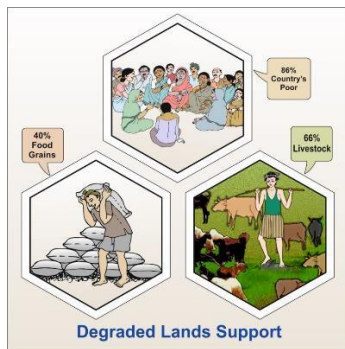 86%
Country's
Poor
40%
Food
Grains
66%
Livestock
Degraded Lands Support